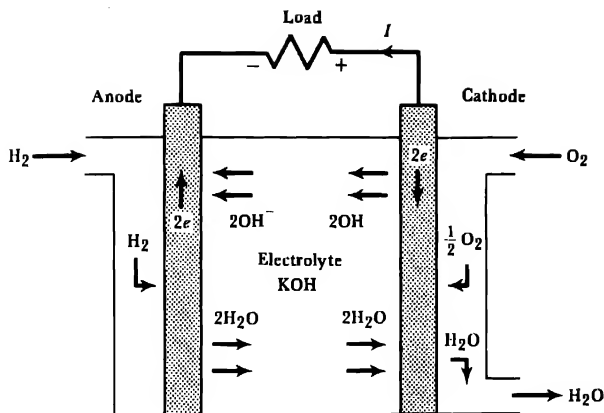 Load
I
− +
Anode
Cathode
H₂
2e
O₂
2OH⁻
2OH
2e
H₂
½ O₂
Electrolyte
KOH
2H₂O
2H₂O
H₂O
H₂O